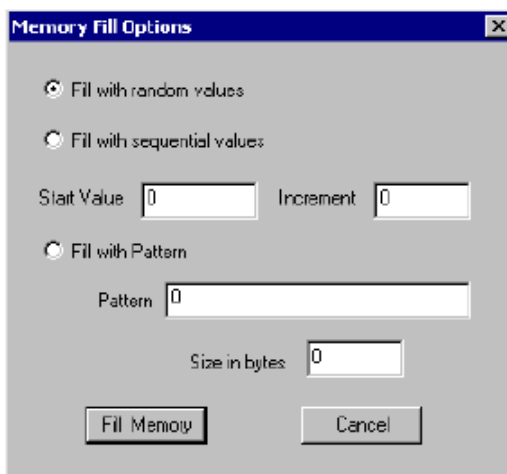 Memory Fill Options
Fill with random values
Fill with sequential values
Start Value 0 Increment 0
Fill with Pattern
Pattern 0
Size in bytes 0
Fill Memory Cancel